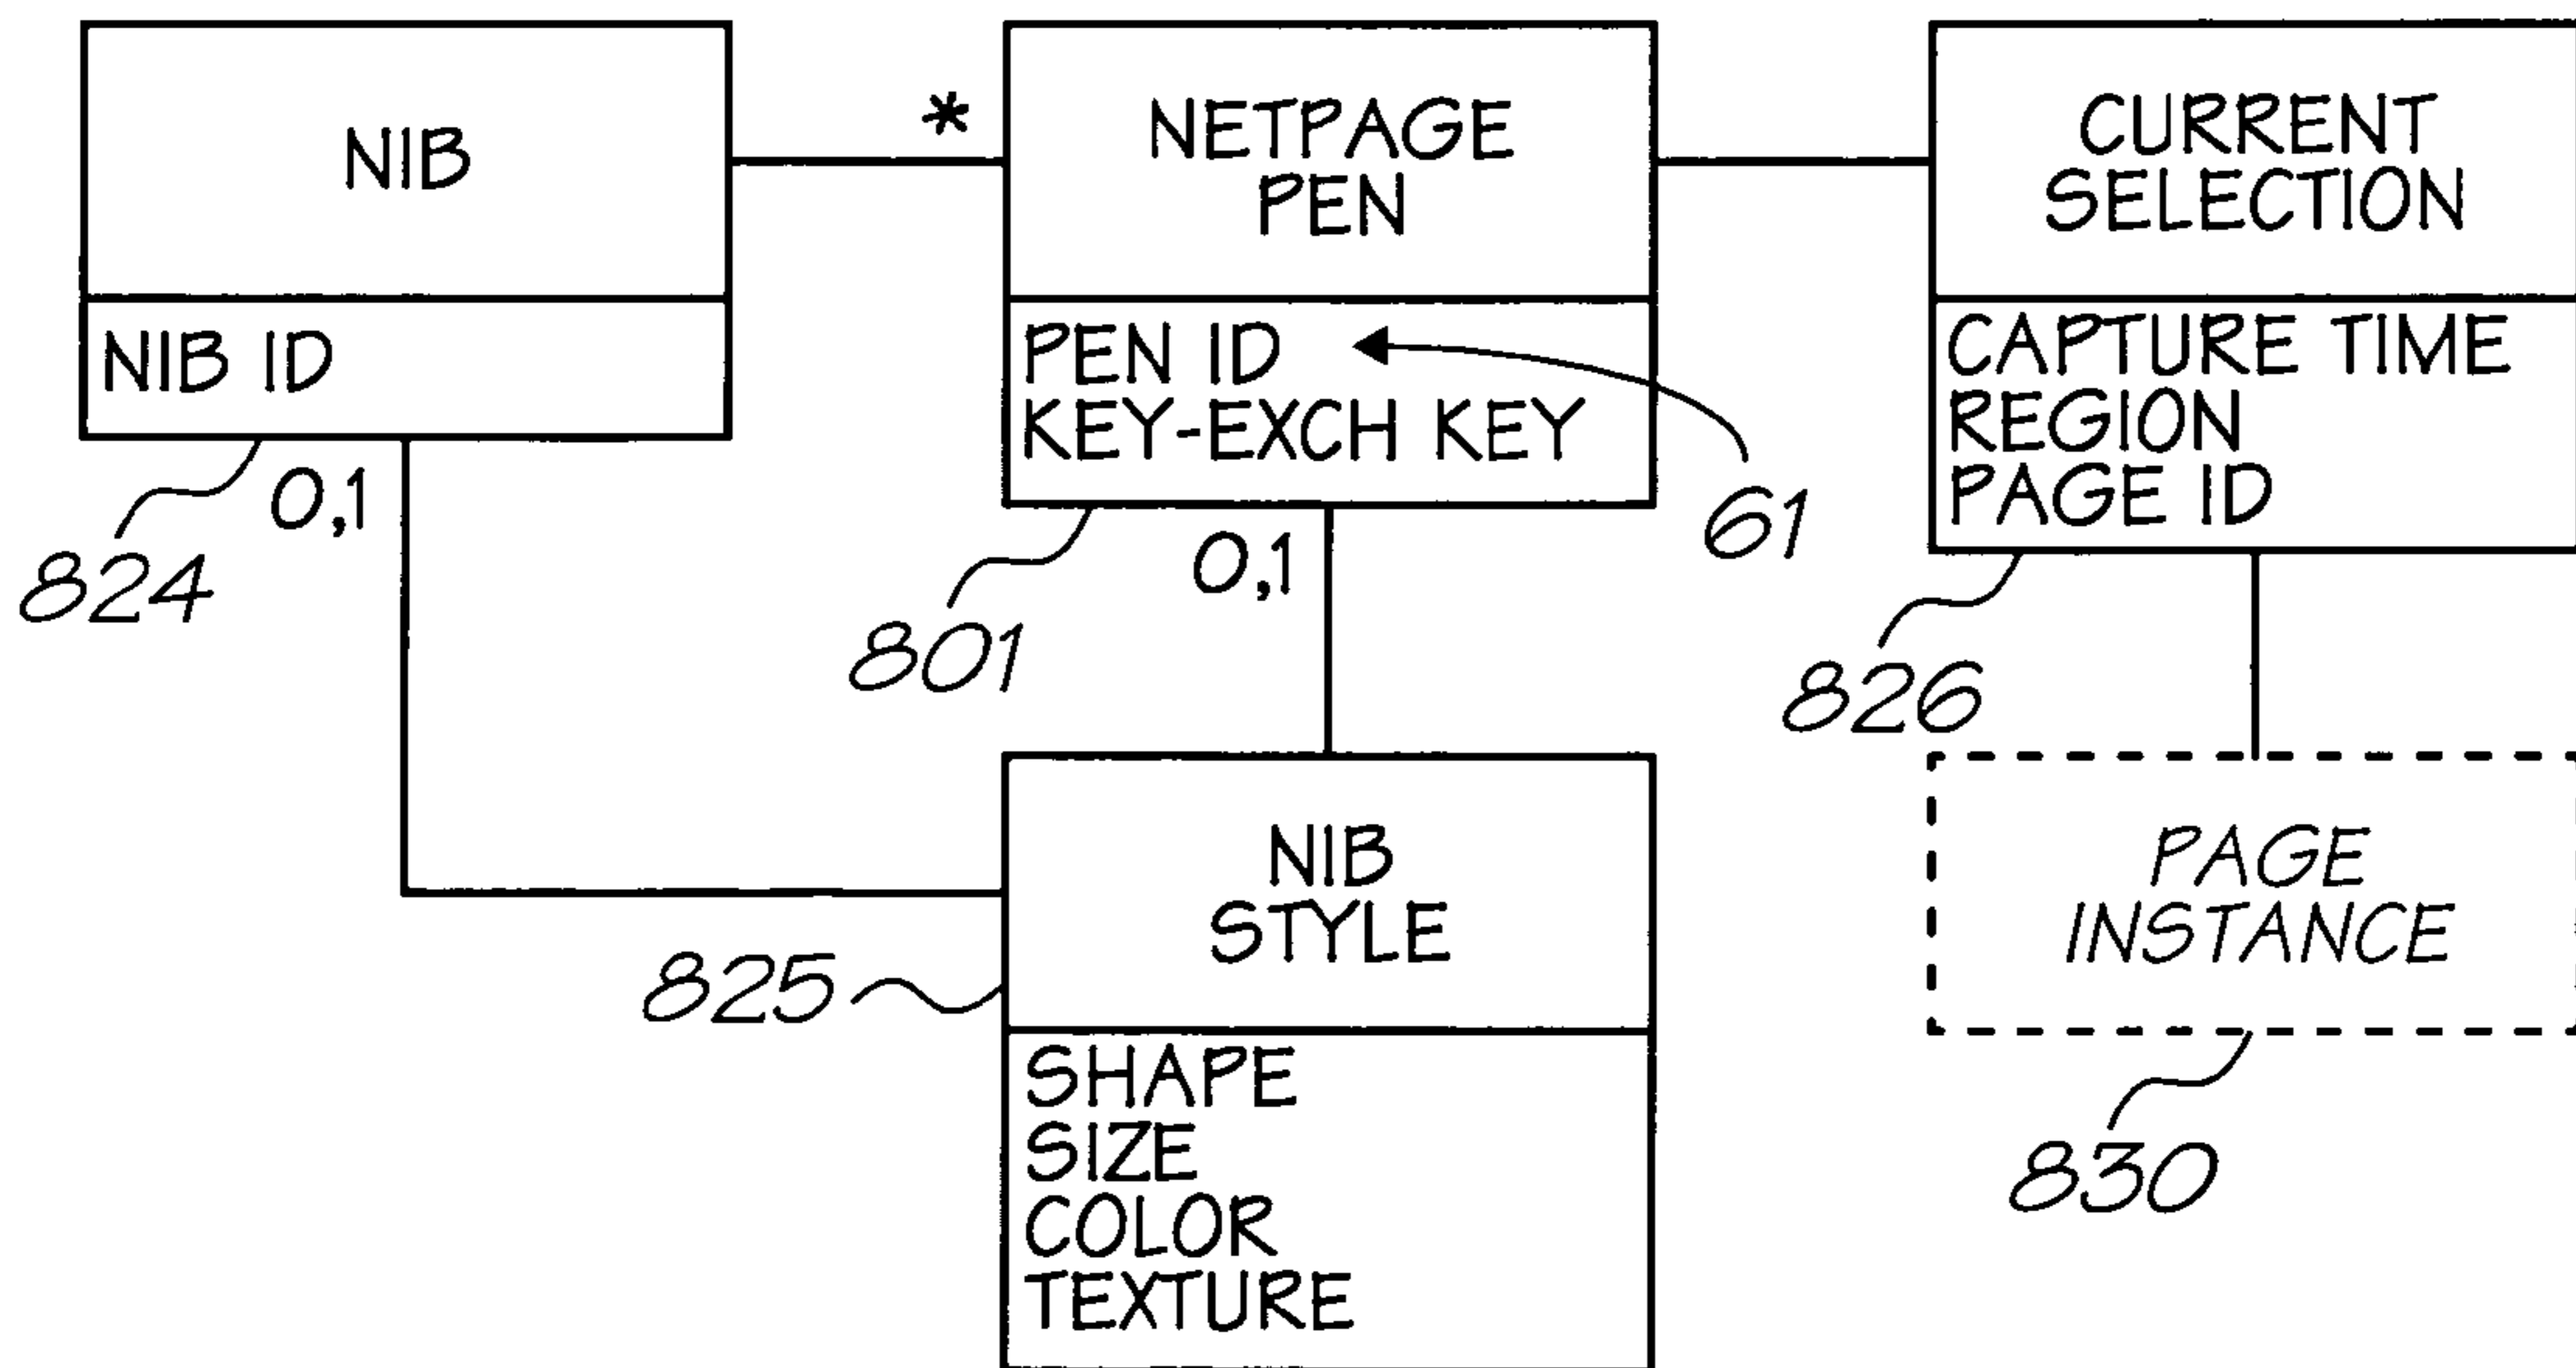 NIB
*
NETPAGE
PEN
CURRENT
SELECTION
NIB ID
PEN ID
KEY-EXCH KEY
CAPTURE TIME
REGION
PAGE ID
824
0,1
801
0,1
61
826
NIB
STYLE
825
SHAPE
SIZE
COLOR
TEXTURE
PAGE
INSTANCE
830